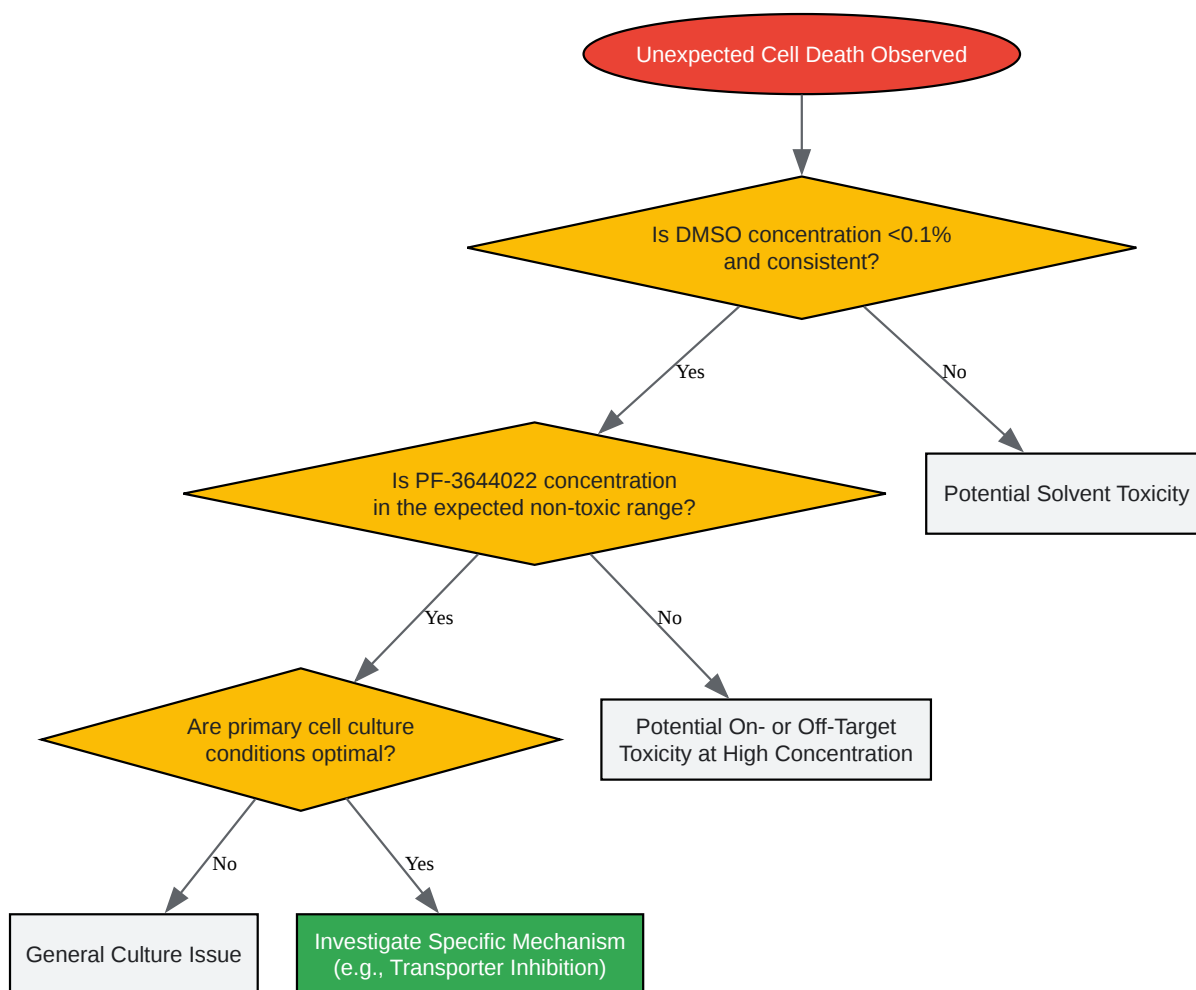 Unexpected Cell Death Observed
Is DMSO concentration <0.1%
and consistent?
Yes
No
Is PF-3644022 concentration
in the expected non-toxic range?
Potential Solvent Toxicity
Yes
No
Are primary cell culture
conditions optimal?
Potential On- or Off-Target
Toxicity at High Concentration
No
Yes
General Culture Issue
Investigate Specific Mechanism
(e.g., Transporter Inhibition)